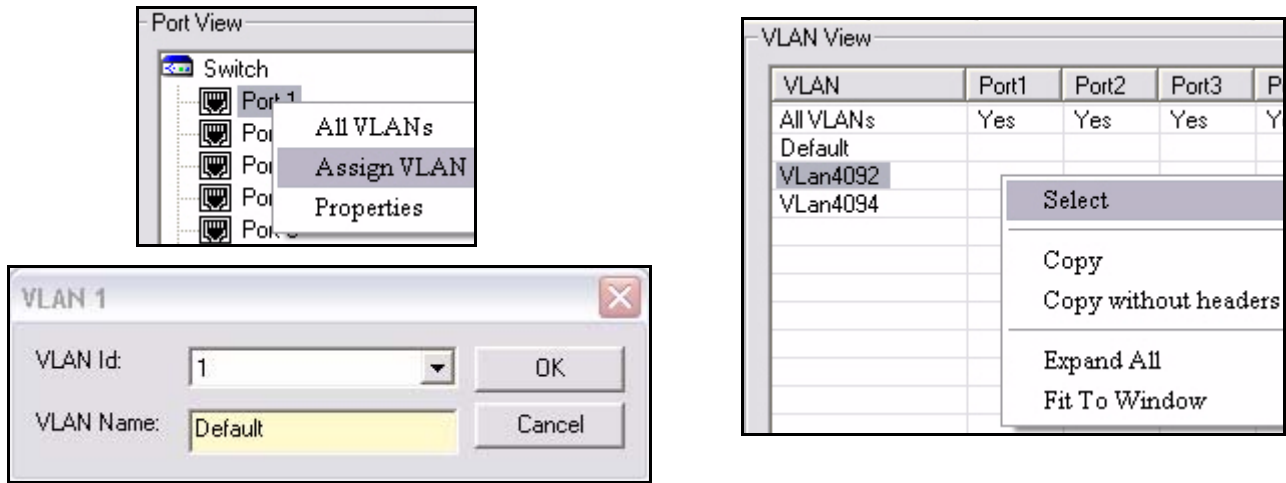 Port View
Switch
Port 1
All VLANs
Assign VLAN
Properties
VLAN 1
VLAN Id:
1
OK
VLAN Name:
Default
Cancel
VLAN View
VLAN Port1 Port2 Port3 P
All VLANs Yes Yes Yes Y
Default
VLan4092
VLan4094
Select
Copy
Copy without headers
Expand All
Fit To Window